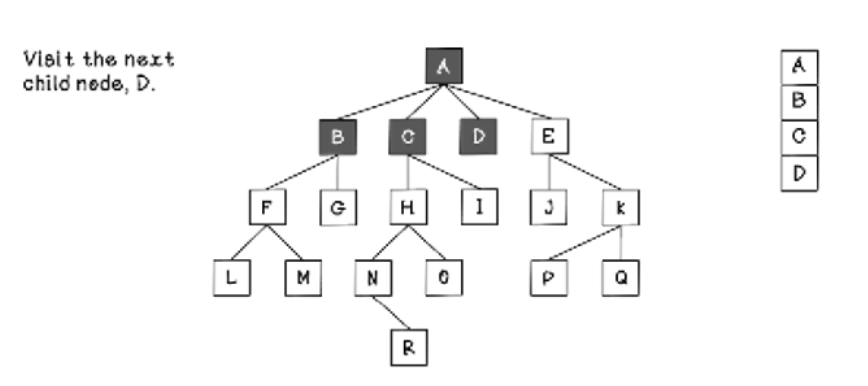 Visit the next
child node, D.
A
B C D E
F G H I J K
L M N O P Q
R
A
B
C
D